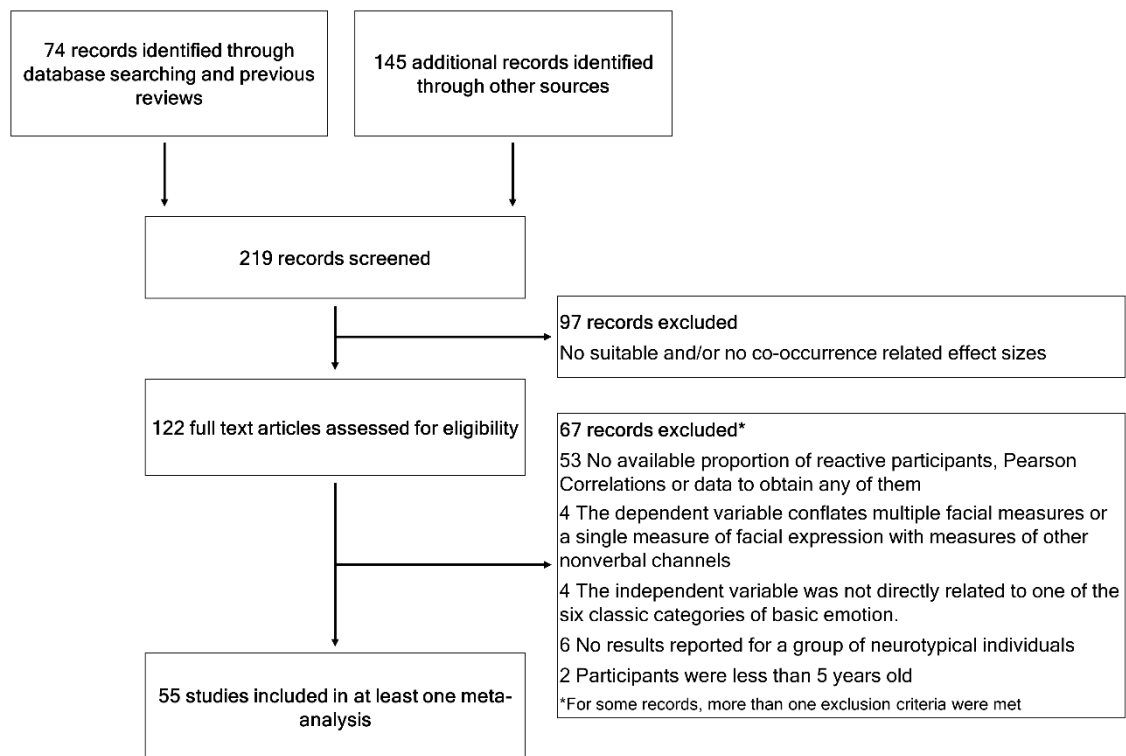 74 records identified through
database searching and previous
reviews
145 additional records identified
through other sources
219 records screened
97 records excluded
No suitable and/or no co-occurrence related effect sizes
122 full text articles assessed for eligibility
67 records excluded*
53 No available proportion of reactive participants, Pearson
Correlations or data to obtain any of them
4 The dependent variable conflates multiple facial measures or
a single measure of facial expression with measures of other
nonverbal channels
4 The independent variable was not directly related to one of the
six classic categories of basic emotion.
6 No results reported for a group of neurotypical individuals
2 Participants were less than 5 years old
*For some records, more than one exclusion criteria were met
55 studies included in at least one meta-
analysis